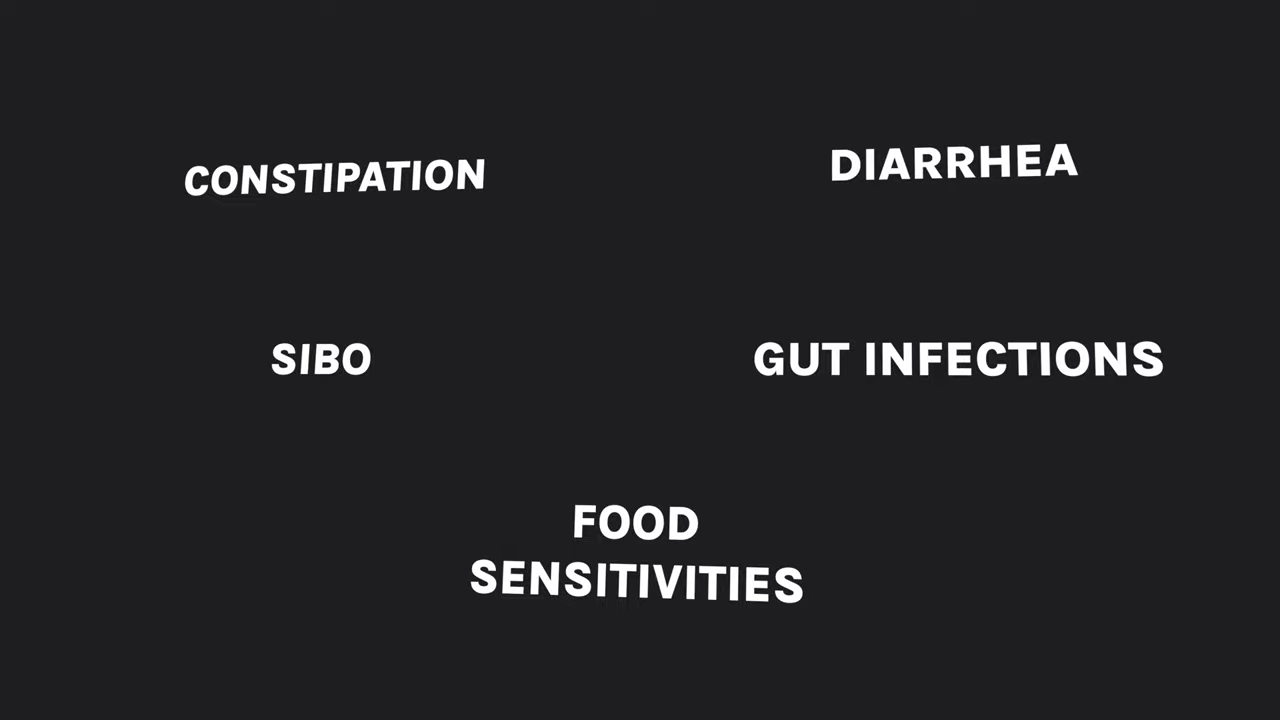 CONSTIPATION
DIARRHEA
SIBO
GUT INFECTIONS
FOOD
SENSITIVITIES